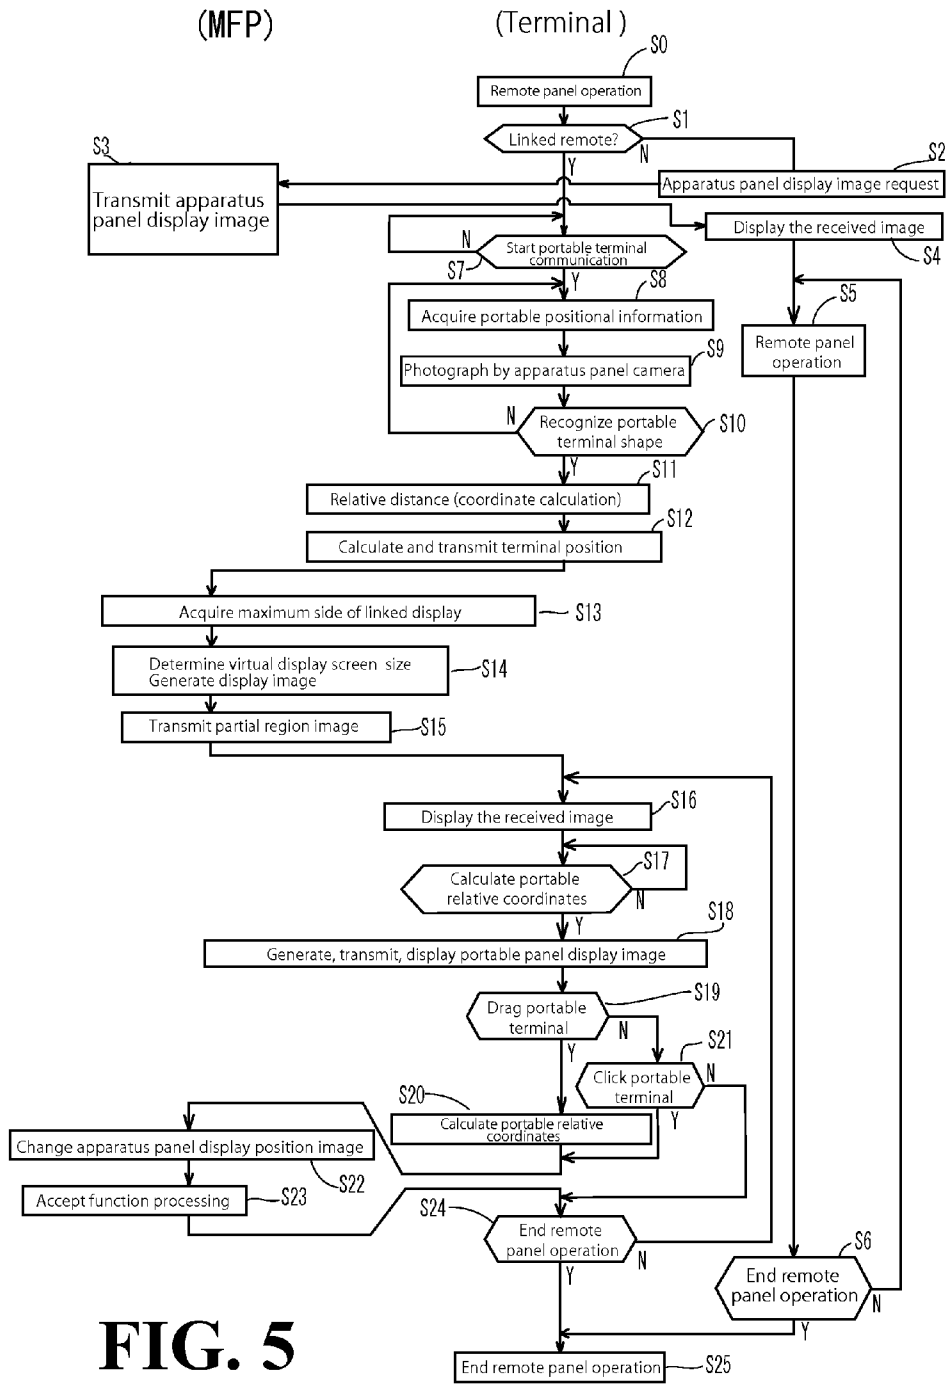 (MFP)
(Terminal)
S0
Remote panel operation
S1
Linked remote?
N
Y
S2
Apparatus panel display image request
S3
Transmit apparatus
panel display image
Display the received image
S4
N
Start portable terminal
communication
S7
Y
S8
Acquire portable positional information
S5
Remote panel
operation
S9
Photograph by apparatus panel camera
N
Recognize portable
terminal shape
S10
Y
S11
Relative distance (coordinate calculation)
S12
Calculate and transmit terminal position
Acquire maximum side of linked display
S13
Determine virtual display screen size
Generate display image
S14
Transmit partial region image
S15
S16
Display the received image
S17
Calculate portable
relative coordinates
N
Y
S18
Generate, transmit, display portable panel display image
S19
Drag portable
terminal
N
Y
S21
Click portable
terminal
N
Y
S20
Calculate portable relative
coordinates
Change apparatus panel display position image
S22
Accept function processing
S23
S24
End remote
panel operation
N
Y
S6
End remote
panel operation
N
Y
End remote panel operation
S25
FIG. 5